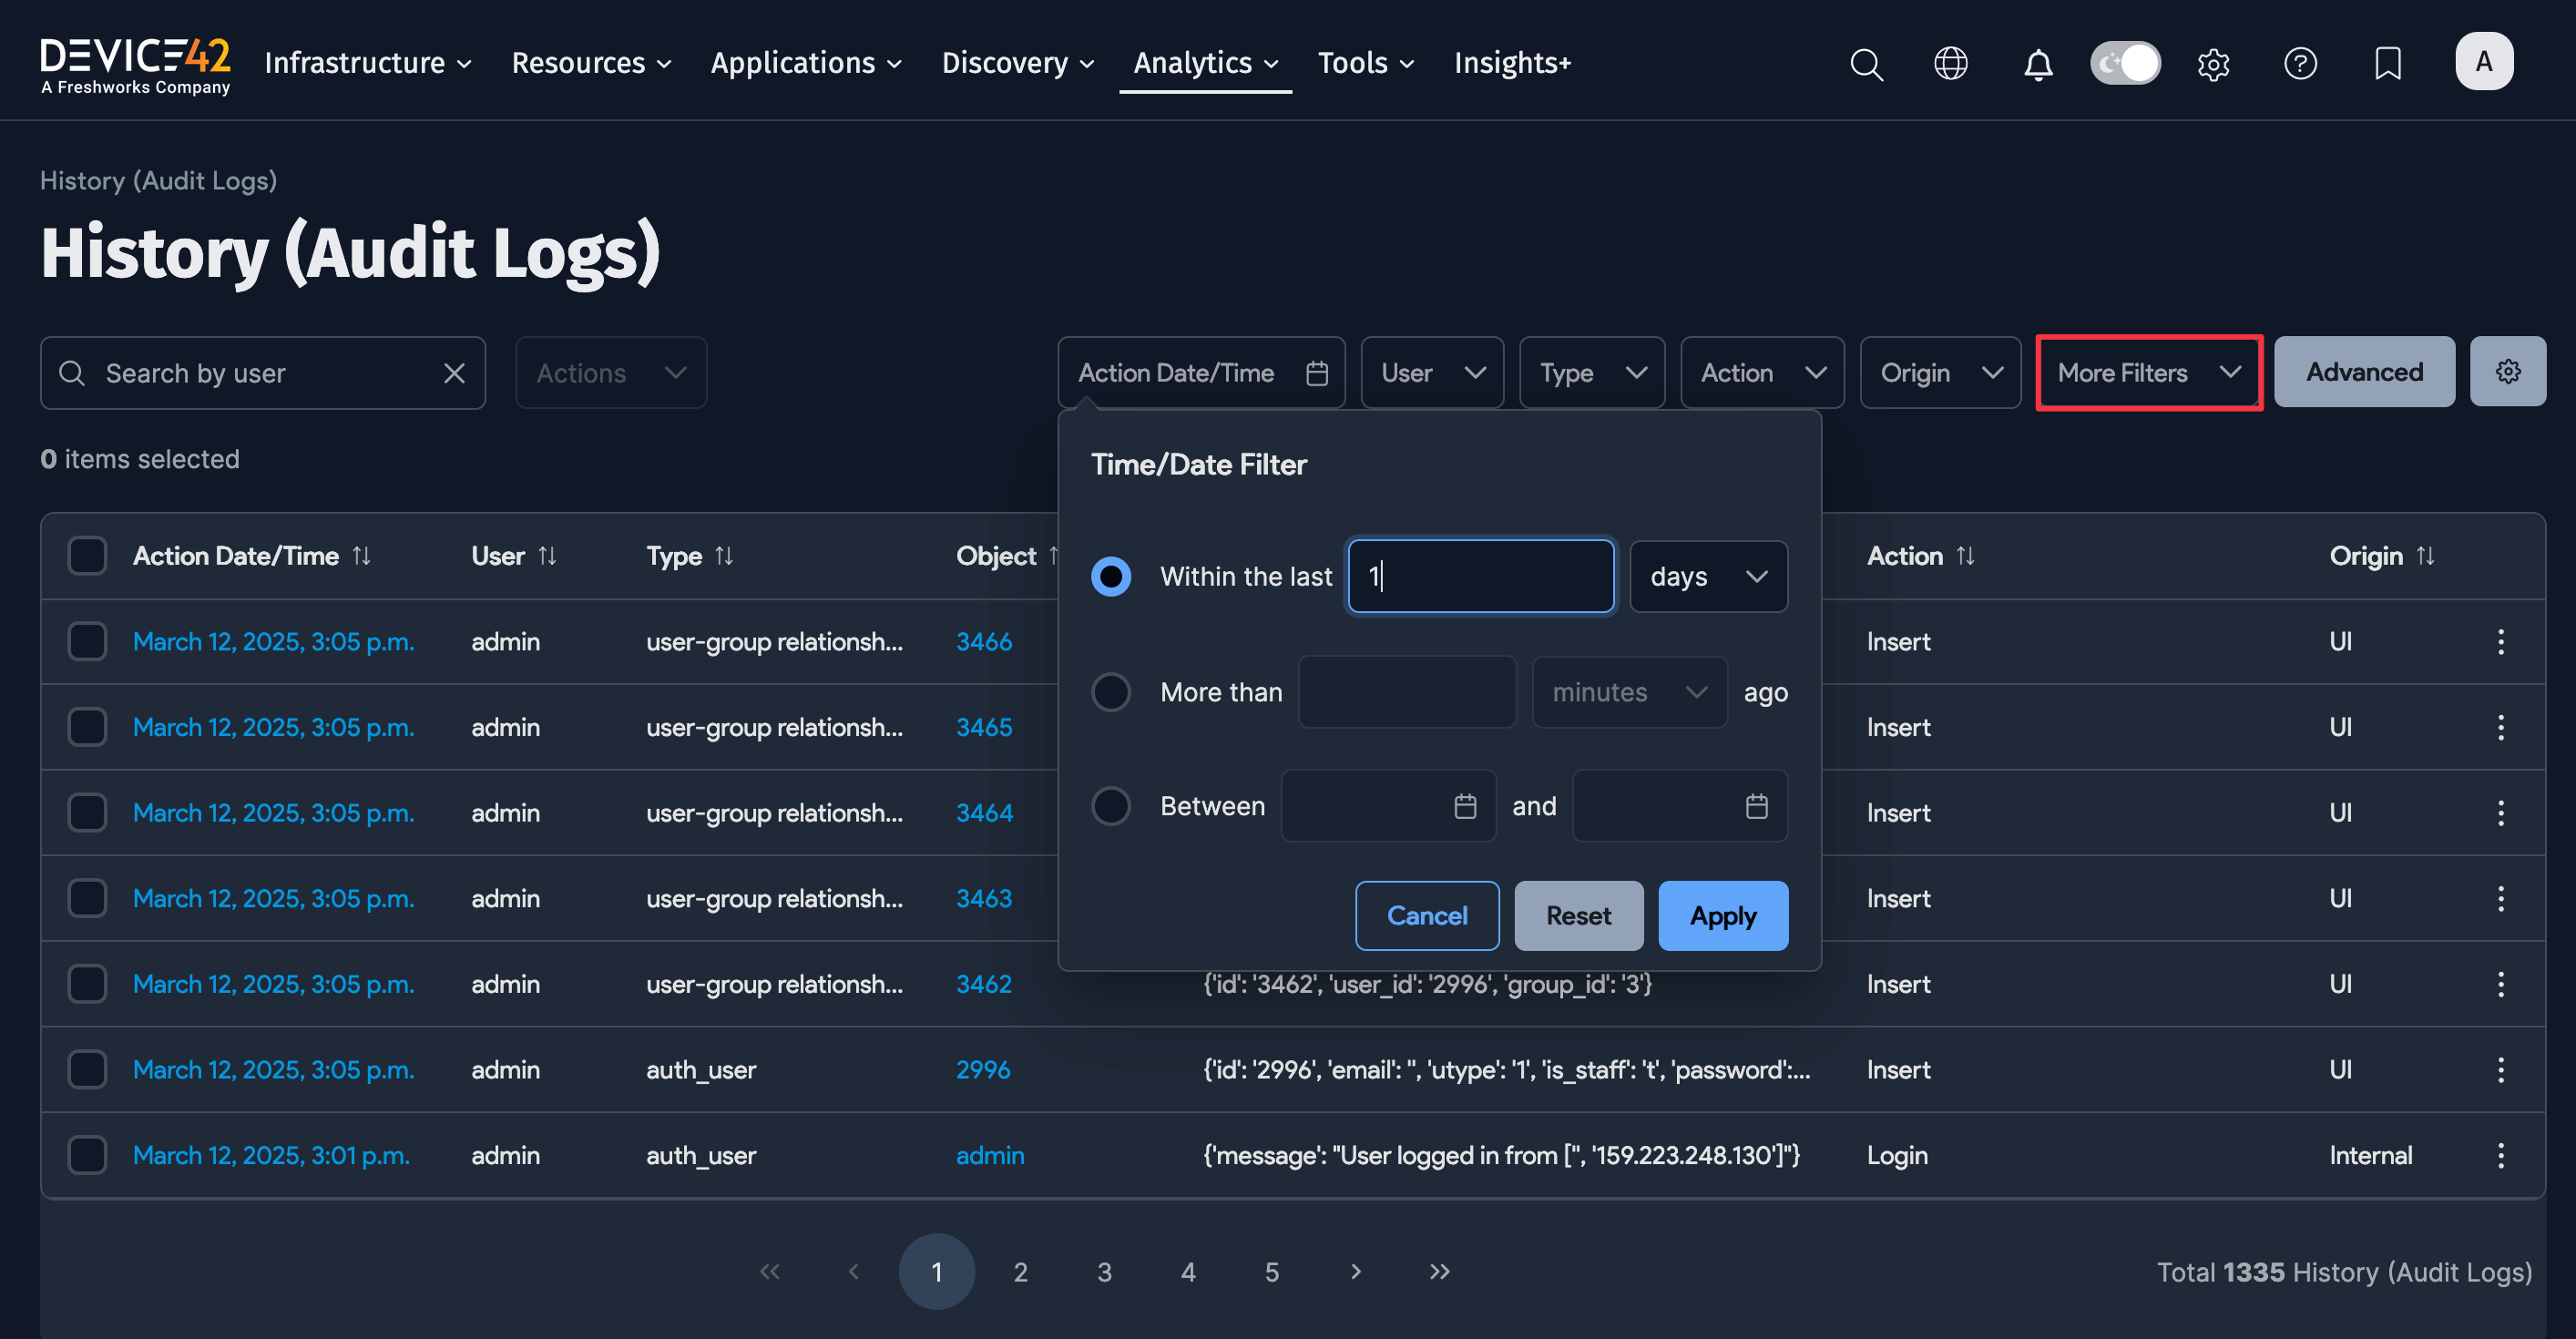 DEVICE42
A Freshworks Company
Infrastructure Resources Applications Discovery Analytics Tools Insights+ A
History (Audit Logs)
History (Audit Logs)
Search by user Actions Action Date/Time User Type Action Origin More Filters Advanced
0 items selected
Time/Date Filter
Within the last 1 days
More than minutes ago
Between and
Cancel Reset Apply
Action Date/Time User Type Object Action Origin
March 12, 2025, 3:05 p.m. admin user-group relationsh... 3466 Insert UI
March 12, 2025, 3:05 p.m. admin user-group relationsh... 3465 Insert UI
March 12, 2025, 3:05 p.m. admin user-group relationsh... 3464 Insert UI
March 12, 2025, 3:05 p.m. admin user-group relationsh... 3463 Insert UI
March 12, 2025, 3:05 p.m. admin user-group relationsh... 3462 {'id': '3462', 'user_id': '2996', 'group_id': '3'} Insert UI
March 12, 2025, 3:05 p.m. admin auth_user 2996 {'id': '2996', 'email': '', 'utype': '1', 'is_staff': 't', 'password':... Insert UI
March 12, 2025, 3:01 p.m. admin auth_user admin {'message': "User logged in from ['', '159.223.248.130']"} Login Internal
« ‹ 1 2 3 4 5 › »
Total 1335 History (Audit Logs)